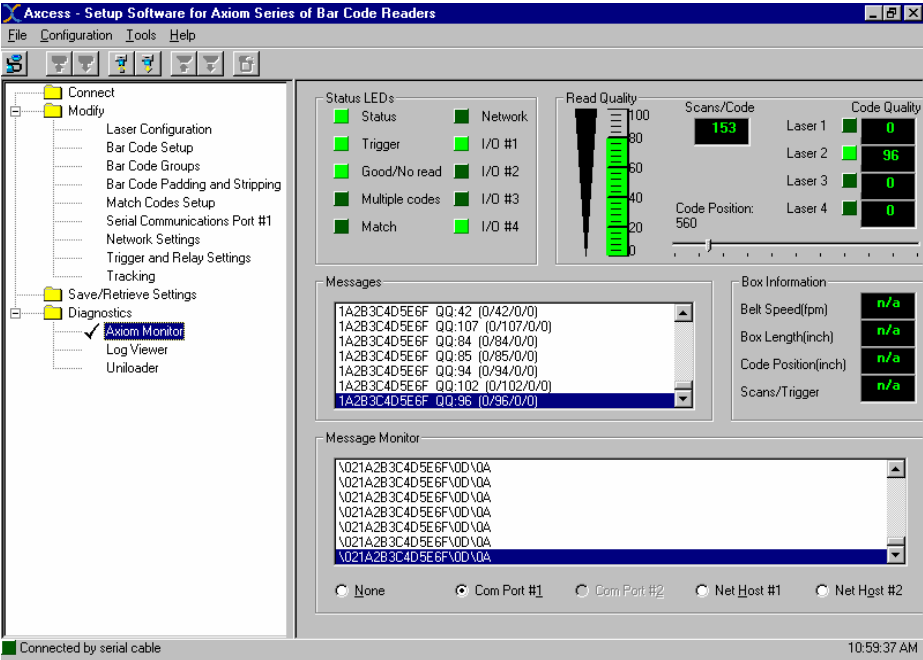 Axcess - Setup Software for Axiom Series of Bar Code Readers
File Configuration Tools Help
Connect
Modify
Laser Configuration
Bar Code Setup
Bar Code Groups
Bar Code Padding and Stripping
Match Codes Setup
Serial Communications Port #1
Network Settings
Trigger and Relay Settings
Tracking
Save/Retrieve Settings
Diagnostics
Axiom Monitor
Log Viewer
Uniloader
Status LEDs
Status Network
Trigger I/O #1
Good/No read I/O #2
Multiple codes I/O #3
Match I/O #4
Read Quality
100
80
60
40
20
0
Scans/Code
153
Code Position:
560
Code Quality
Laser 1 0
Laser 2 96
Laser 3 0
Laser 4 0
Messages
1A2B3C4D5E6F QQ:42 (0/42/0/0)
1A2B3C4D5E6F QQ:107 (0/107/0/0)
1A2B3C4D5E6F QQ:84 (0/84/0/0)
1A2B3C4D5E6F QQ:85 (0/85/0/0)
1A2B3C4D5E6F QQ:94 (0/94/0/0)
1A2B3C4D5E6F QQ:102 (0/102/0/0)
1A2B3C4D5E6F QQ:96 (0/96/0/0)
Box Information
Belt Speed(fpm) n/a
Box Length(inch) n/a
Code Position(inch) n/a
Scans/Trigger n/a
Message Monitor
\021A2B3C4D5E6F\0D\0A
\021A2B3C4D5E6F\0D\0A
\021A2B3C4D5E6F\0D\0A
\021A2B3C4D5E6F\0D\0A
\021A2B3C4D5E6F\0D\0A
\021A2B3C4D5E6F\0D\0A
\021A2B3C4D5E6F\0D\0A
None Com Port #1 Com Port #2 Net Host #1 Net Host #2
Connected by serial cable 10:59:37 AM